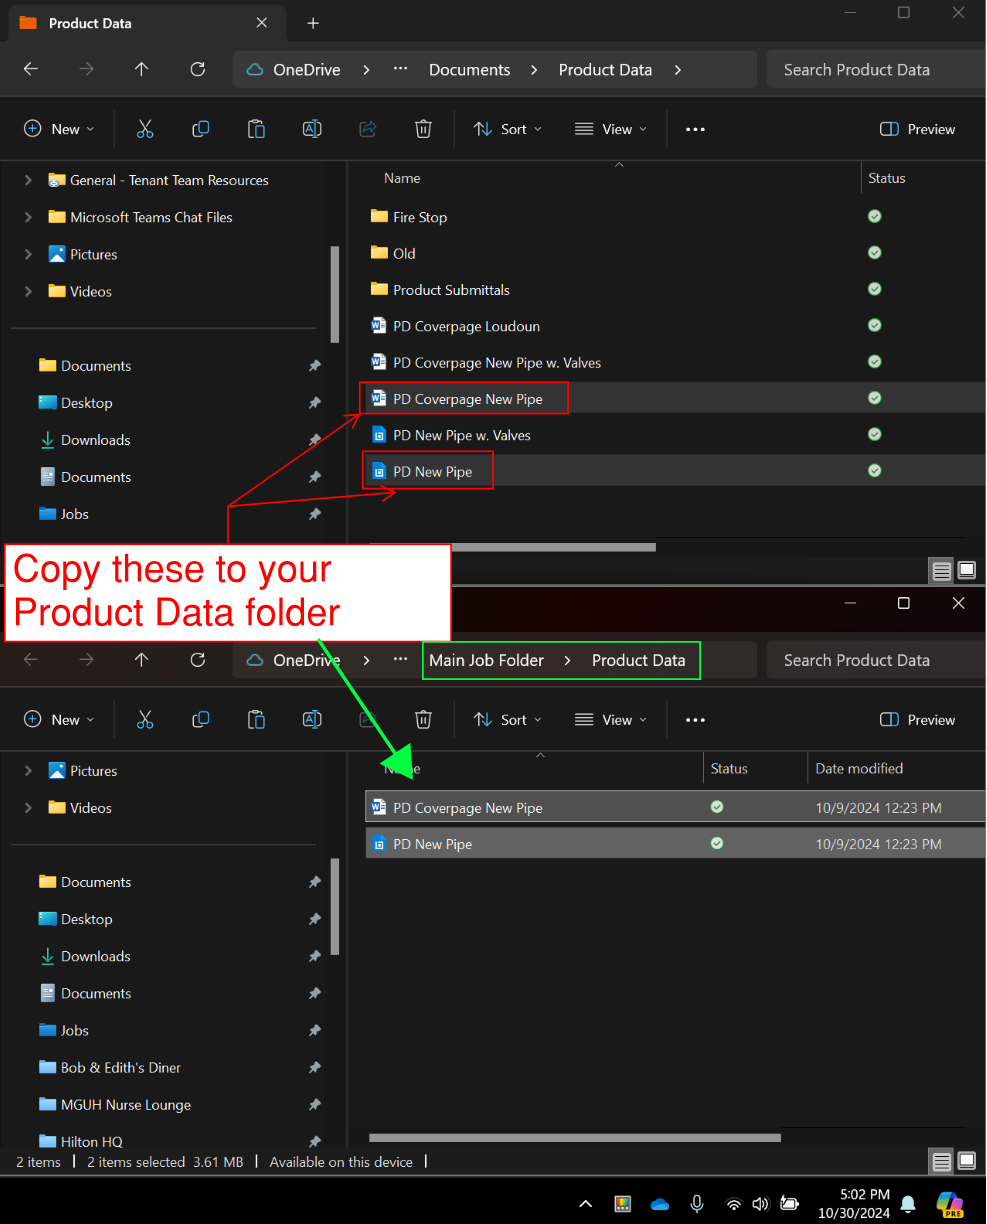 Product Data
OneDrive > ··· Documents > Product Data >
Search Product Data
New
Sort
View
···
Preview
General - Tenant Team Resources
Microsoft Teams Chat Files
Pictures
Videos
Documents
Desktop
Downloads
Documents
Jobs
Name Status
Fire Stop
Old
Product Submittals
PD Coverpage Loudoun
PD Coverpage New Pipe w. Valves
PD Coverpage New Pipe
PD New Pipe w. Valves
PD New Pipe
Copy these to your
Product Data folder
OneDrive > ··· Main Job Folder > Product Data
Search Product Data
New
Sort
View
···
Preview
Pictures
Videos
Documents
Desktop
Downloads
Documents
Jobs
Bob & Edith's Diner
MGUH Nurse Lounge
Hilton HQ
Name Status Date modified
PD Coverpage New Pipe 10/9/2024 12:23 PM
PD New Pipe 10/9/2024 12:23 PM
2 items | 2 items selected 3.61 MB | Available on this device |
5:02 PM
10/30/2024
PRE